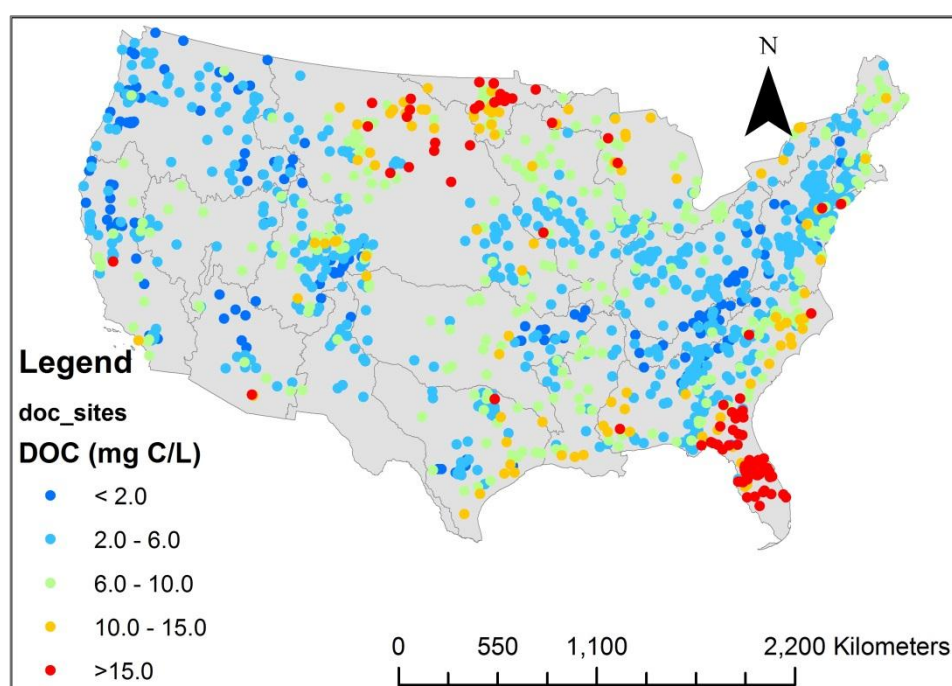 N
Legend
doc_sites
DOC (mg C/L)
< 2.0
2.0 - 6.0
6.0 - 10.0
10.0 - 15.0
>15.0
0 550 1,100 2,200 Kilometers